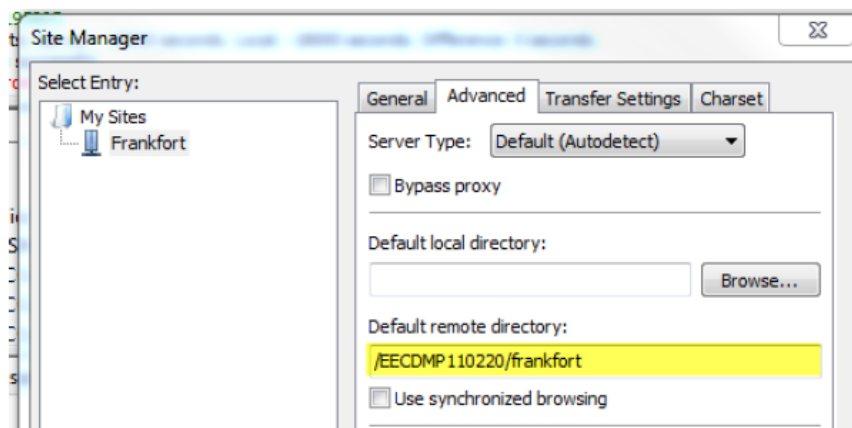 Site Manager
Select Entry:
My Sites
Frankfort
General Advanced Transfer Settings Charset
Server Type: Default (Autodetect)
Bypass proxy
Default local directory:
Browse...
Default remote directory:
/EECDMP110220/frankfort
Use synchronized browsing